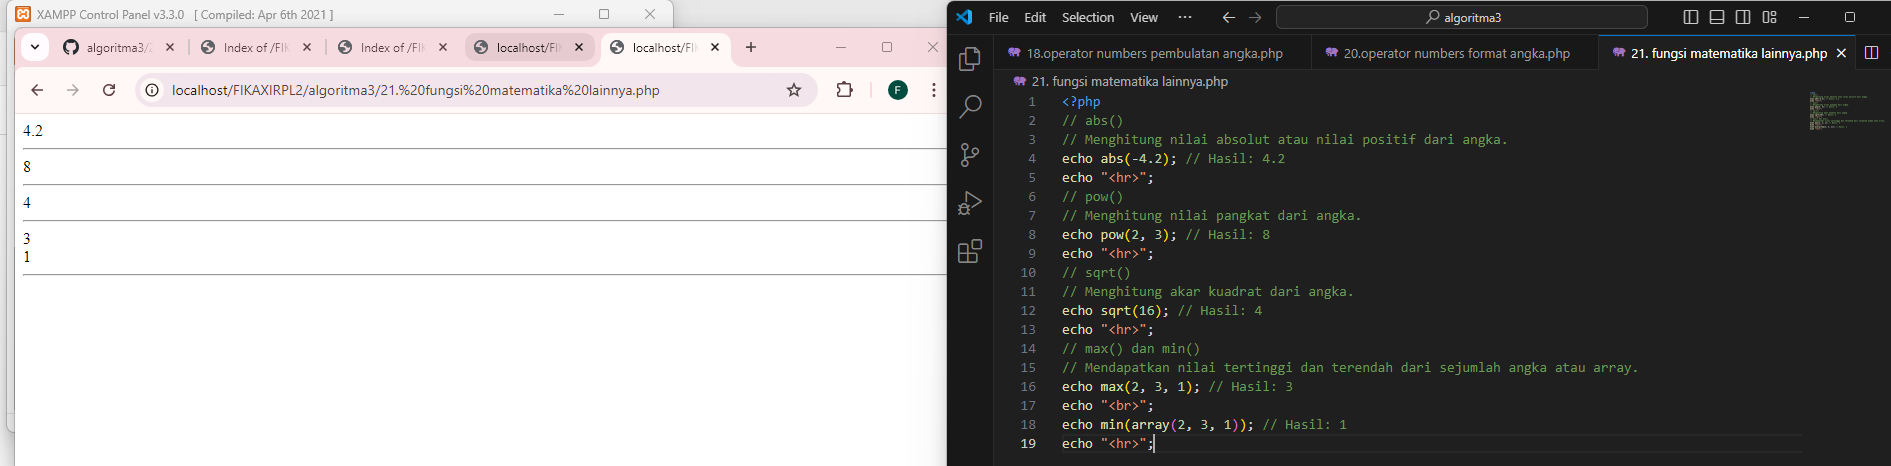 XAMPP Control Panel v3.3.0 [ Compiled: Apr 6th 2021 ]
algoritma3/
Index of /FIK
Index of /FIK
localhost/FI
localhost/FI
localhost/FIKAXIRPL2/algoritma3/21.%20fungsi%20matematika%20lainnya.php
F
4.2
8
4
3
1
File Edit Selection View ...
algoritma3
18.operator numbers pembulatan angka.php
20.operator numbers format angka.php
21. fungsi matematika lainnya.php
21. fungsi matematika lainnya.php
1 <?php
2 // abs()
3 // Menghitung nilai absolut atau nilai positif dari angka.
4 echo abs(-4.2); // Hasil: 4.2
5 echo "<hr>";
6 // pow()
7 // Menghitung nilai pangkat dari angka.
8 echo pow(2, 3); // Hasil: 8
9 echo "<hr>";
10 // sqrt()
11 // Menghitung akar kuadrat dari angka.
12 echo sqrt(16); // Hasil: 4
13 echo "<hr>";
14 // max() dan min()
15 // Mendapatkan nilai tertinggi dan terendah dari sejumlah angka atau array.
16 echo max(2, 3, 1); // Hasil: 3
17 echo "<br>";
18 echo min(array(2, 3, 1)); // Hasil: 1
19 echo "<hr>";